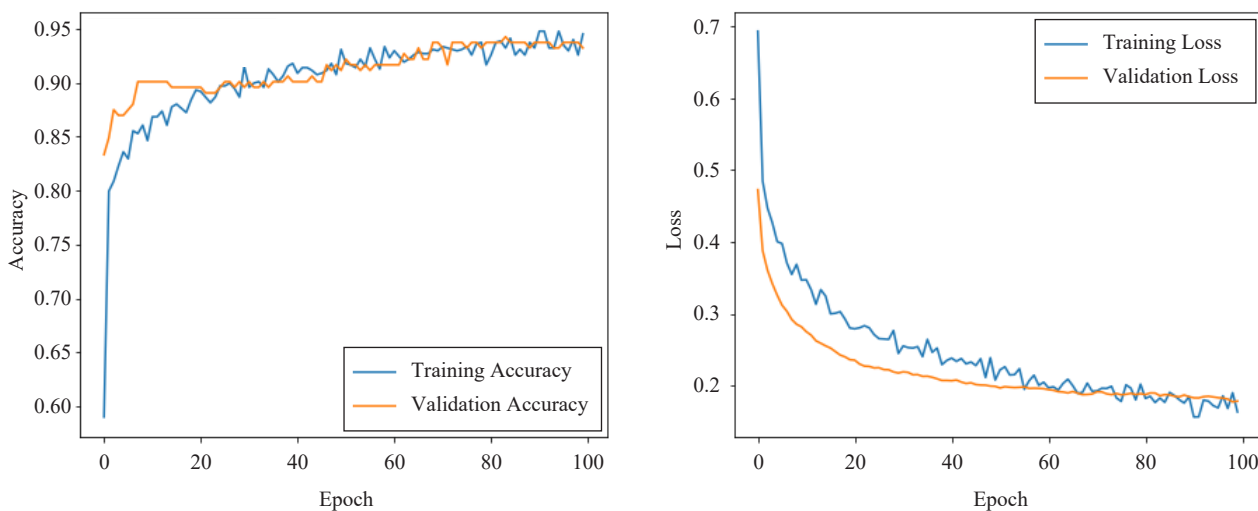 0.95
0.90
0.85
0.80
0.75
0.70
0.65
0.60
Accuracy
Training Accuracy
Validation Accuracy
0 20 40 60 80 100
Epoch
0.7
0.6
0.5
0.4
0.3
0.2
Loss
Training Loss
Validation Loss
0 20 40 60 80 100
Epoch